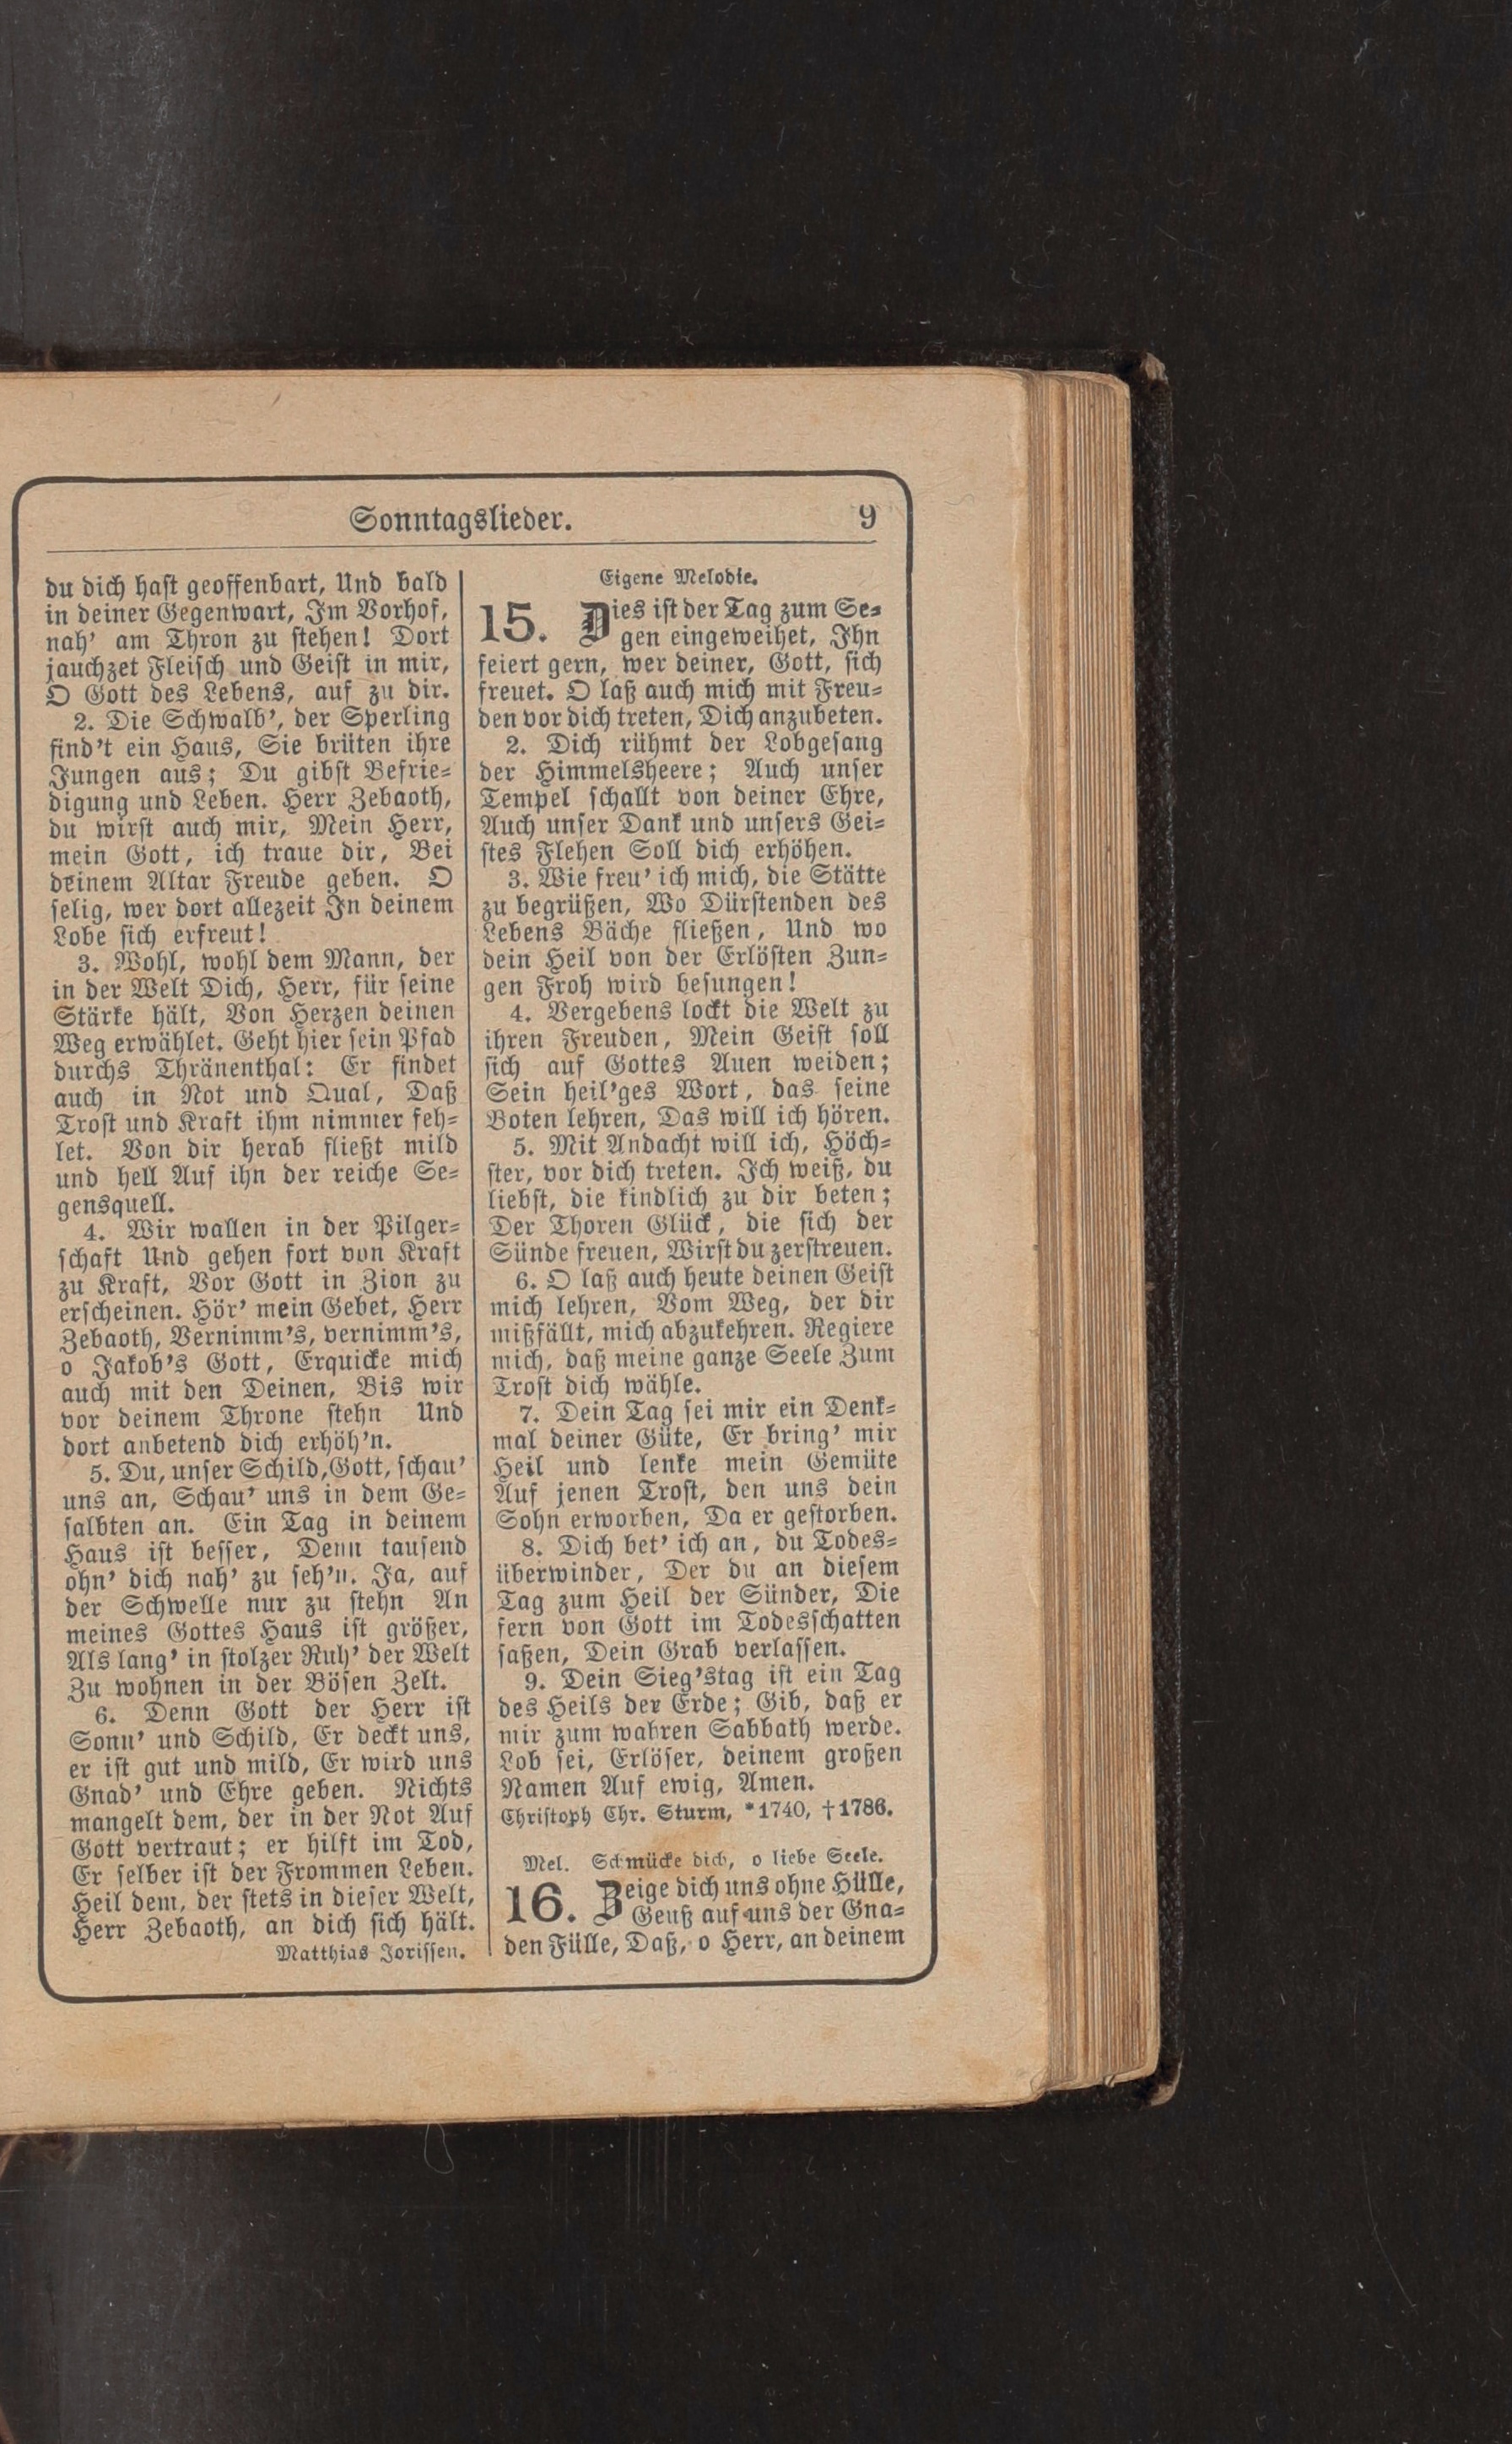 Sonntagslieder. 9
du dich hast geoffenbart, Und bald
in deiner Gegenwart, Im Vorhof,
nah' am Thron zu stehen! Dort
jauchzet Fleisch und Geist in mir,
O Gott des Lebens, auf zu dir.
2. Die Schwalb', der Sperling
find't ein Haus, Sie brüten ihre
Jungen aus; Du gibst Befrie-
digung und Leben. Herr Zebaoth,
du wirst auch mir, Mein Herr,
mein Gott, ich traue dir, Bei
deinem Altar Freude geben. O
selig, wer dort allezeit In deinem
Lobe sich erfreut!
3. Wohl, wohl dem Mann, der
in der Welt Dich, Herr, für seine
Stärke hält, Von Herzen deinen
Weg erwählet. Geht hier sein Pfad
durchs Thränenthal: Er findet
auch in Not und Qual, Daß
Trost und Kraft ihm nimmer feh-
let. Von dir herab fließt mild
und hell Auf ihn der reiche Se-
gensquell.
4. Wir wallen in der Pilger-
schaft Und gehen fort von Kraft
zu Kraft, Vor Gott in Zion zu
erscheinen. Hör' mein Gebet, Herr
Zebaoth, Vernimm's, vernimm's,
o Jakob's Gott, Erquicke mich
auch mit den Deinen, Bis wir
vor deinem Throne stehn Und
dort anbetend dich erhöh'n.
5. Du, unser Schild, Gott, schau'
uns an, Schau' uns in dem Ge-
salbten an. Ein Tag in deinem
Haus ist besser, Denn tausend
ohn' dich nah' zu seh'n. Ja, auf
der Schwelle nur zu stehn An
meines Gottes Haus ist größer,
Als lang' in stolzer Ruh' der Welt
Zu wohnen in der Bösen Zelt.
6. Denn Gott der Herr ist
Sonn' und Schild, Er deckt uns,
er ist gut und mild, Er wird uns
Gnad' und Ehre geben. Nichts
mangelt dem, der in der Not Auf
Gott vertraut; er hilft im Tod,
Er selber ist der Frommen Leben.
Heil dem, der stets in dieser Welt,
Herr Zebaoth, an dich sich hält.
Matthias Jorissen.
Eigene Melodie.
15. Dies ist der Tag zum Se-
gen eingeweihet, Ihn
feiert gern, wer deiner, Gott, sich
freuet. O laß auch mich mit Freu-
den vor dich treten, Dich anzubeten.
2. Dich rühmt der Lobgesang
der Himmelsheere; Auch unser
Tempel schallt von deiner Ehre,
Auch unser Dank und unsers Gei-
stes Flehen Soll dich erhöhen.
3. Wie freu' ich mich, die Stätte
zu begrüßen, Wo Dürstenden des
Lebens Bäche fließen, Und wo
dein Heil von der Erlösten Zun-
gen Froh wird besungen!
4. Vergebens lockt die Welt zu
ihren Freuden, Mein Geist soll
sich auf Gottes Auen weiden;
Sein heil'ges Wort, das seine
Boten lehren, Das will ich hören.
5. Mit Andacht will ich, Höch-
ster, vor dich treten. Ich weiß, du
liebst, die kindlich zu dir beten;
Der Thoren Glück, die sich der
Sünde freuen, Wirst du zerstreuen.
6. O laß auch heute deinen Geist
mich lehren, Vom Weg, der dir
mißfällt, mich abzukehren. Regiere
mich, daß meine ganze Seele Zum
Trost dich wähle.
7. Dein Tag sei mir ein Denk-
mal deiner Güte, Er bring' mir
Heil und lenke mein Gemüte
Auf jenen Trost, den uns dein
Sohn erworben, Da er gestorben.
8. Dich bet' ich an, du Todes-
überwinder, Der du an diesem
Tag zum Heil der Sünder, Die
fern von Gott im Todesschatten
saßen, Dein Grab verlassen.
9. Dein Sieg'stag ist ein Tag
des Heils der Erde; Gib, daß er
mir zum wahren Sabbath werde.
Lob sei, Erlöser, deinem großen
Namen Auf ewig, Amen.
Christoph Chr. Sturm, *1740, †1786.
Mel. Schmücke dich, o liebe Seele.
16. Zeige dich uns ohne Hülle,
Geuß auf uns der Gna-
den Fülle, Daß, o Herr, an deinem